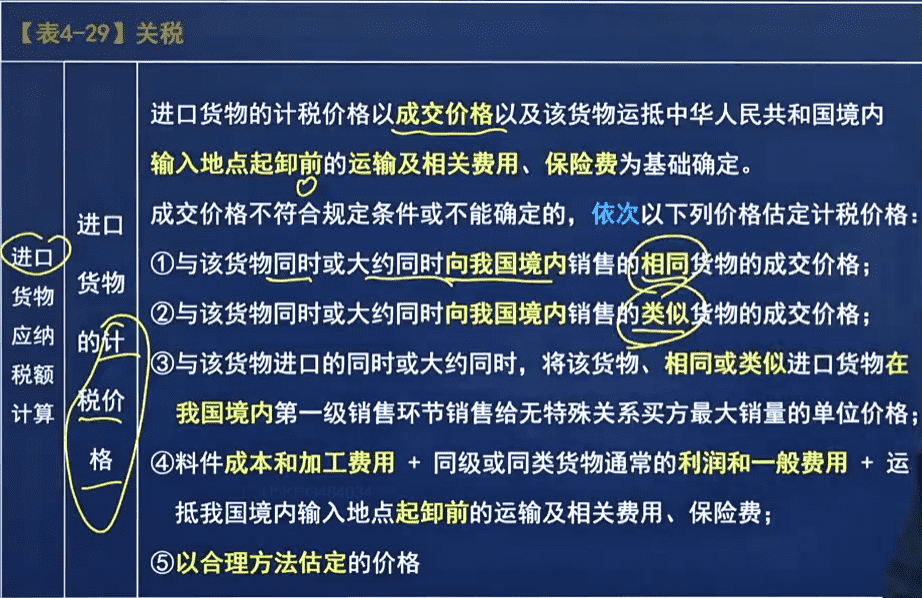 【表4-29】关税
进口
货物
应纳
税额
计算
进口
货物
的计
税价
格
进口货物的计税价格以成交价格以及该货物运抵中华人民共和国境内
输入地点起卸前的运输及相关费用、保险费为基础确定。
成交价格不符合规定条件或不能确定的，依次以下列价格估定计税价格：
①与该货物同时或大约同时向我国境内销售的相同货物的成交价格；
②与该货物同时或大约同时向我国境内销售的类似货物的成交价格；
③与该货物进口的同时或大约同时，将该货物、相同或类似进口货物在
我国境内第一级销售环节销售给无特殊关系买方最大销量的单位价格；
④料件成本和加工费用 + 同级或同类货物通常的利润和一般费用 + 运
抵我国境内输入地点起卸前的运输及相关费用、保险费；
⑤以合理方法估定的价格